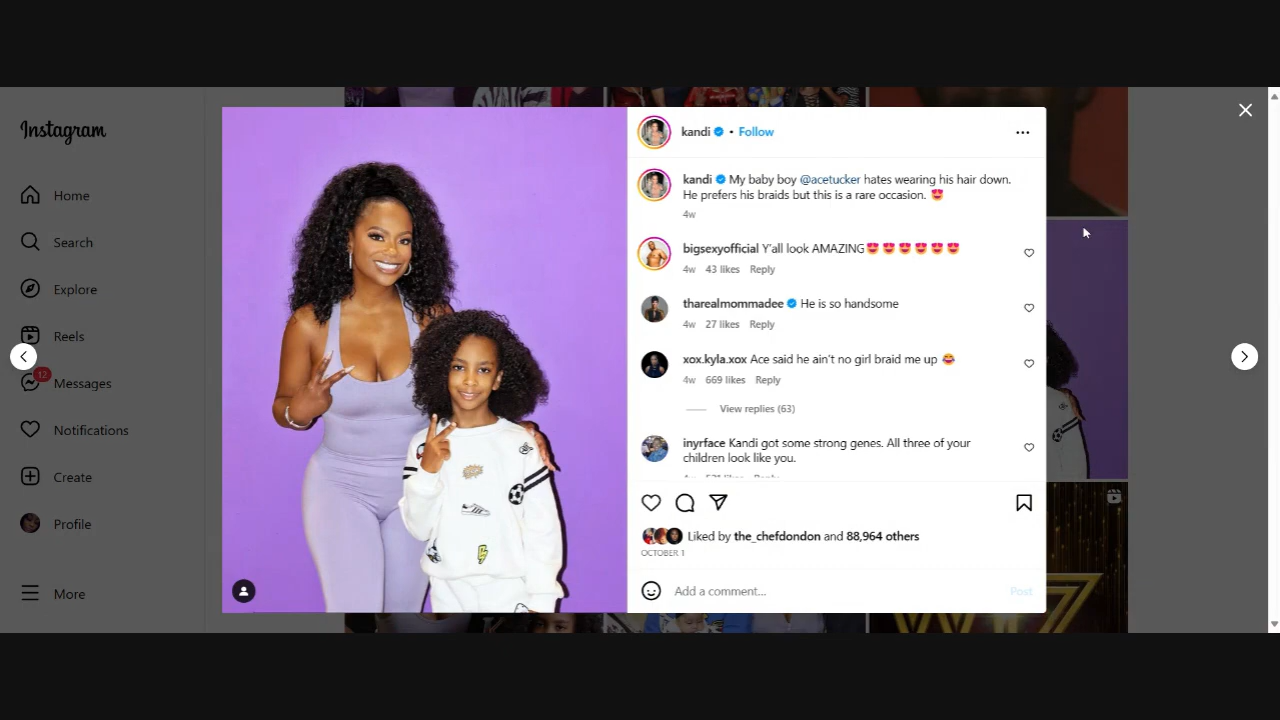 Instagram
Home
Search
Explore
Reels
12
Messages
Notifications
Create
Profile
More
kandi • Follow
kandi My baby boy @acetucker hates wearing his hair down.
He prefers his braids but this is a rare occasion. 😍
4w
bigsexyofficial Y'all look AMAZING😍😍😍😍😍😍
4w 43 likes Reply
tharealmommadee He is so handsome
4w 27 likes Reply
xox.kyla.xox Ace said he ain't no girl braid me up 😂
4w 669 likes Reply
View replies (63)
inyrface Kandi got some strong genes. All three of your
children look like you.
Liked by the_chefdondon and 88,964 others
OCTOBER 1
Add a comment...
Post